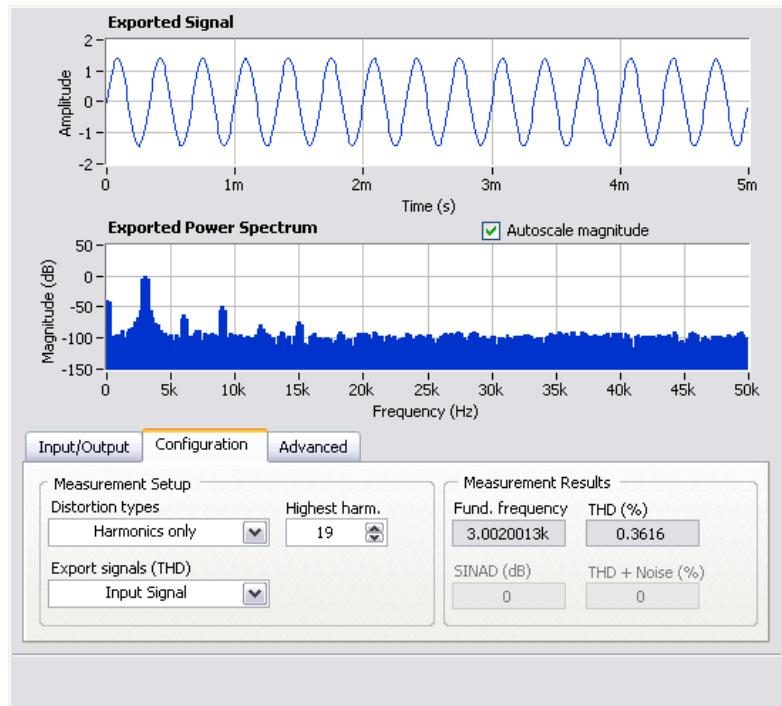 Exported Signal
2
1
0
-1
-2
Amplitude
0 1m 2m 3m 4m 5m
Time (s)
Exported Power Spectrum Autoscale magnitude
50
0
-50
-100
-150
Magnitude (dB)
0 5k 10k 15k 20k 25k 30k 35k 40k 45k 50k
Frequency (Hz)
Input/Output Configuration Advanced
Measurement Setup
Distortion types Highest harm.
Harmonics only 19
Export signals (THD)
Input Signal
Measurement Results
Fund. frequency THD (%)
3.0020013k 0.3616
SINAD (dB) THD + Noise (%)
0 0